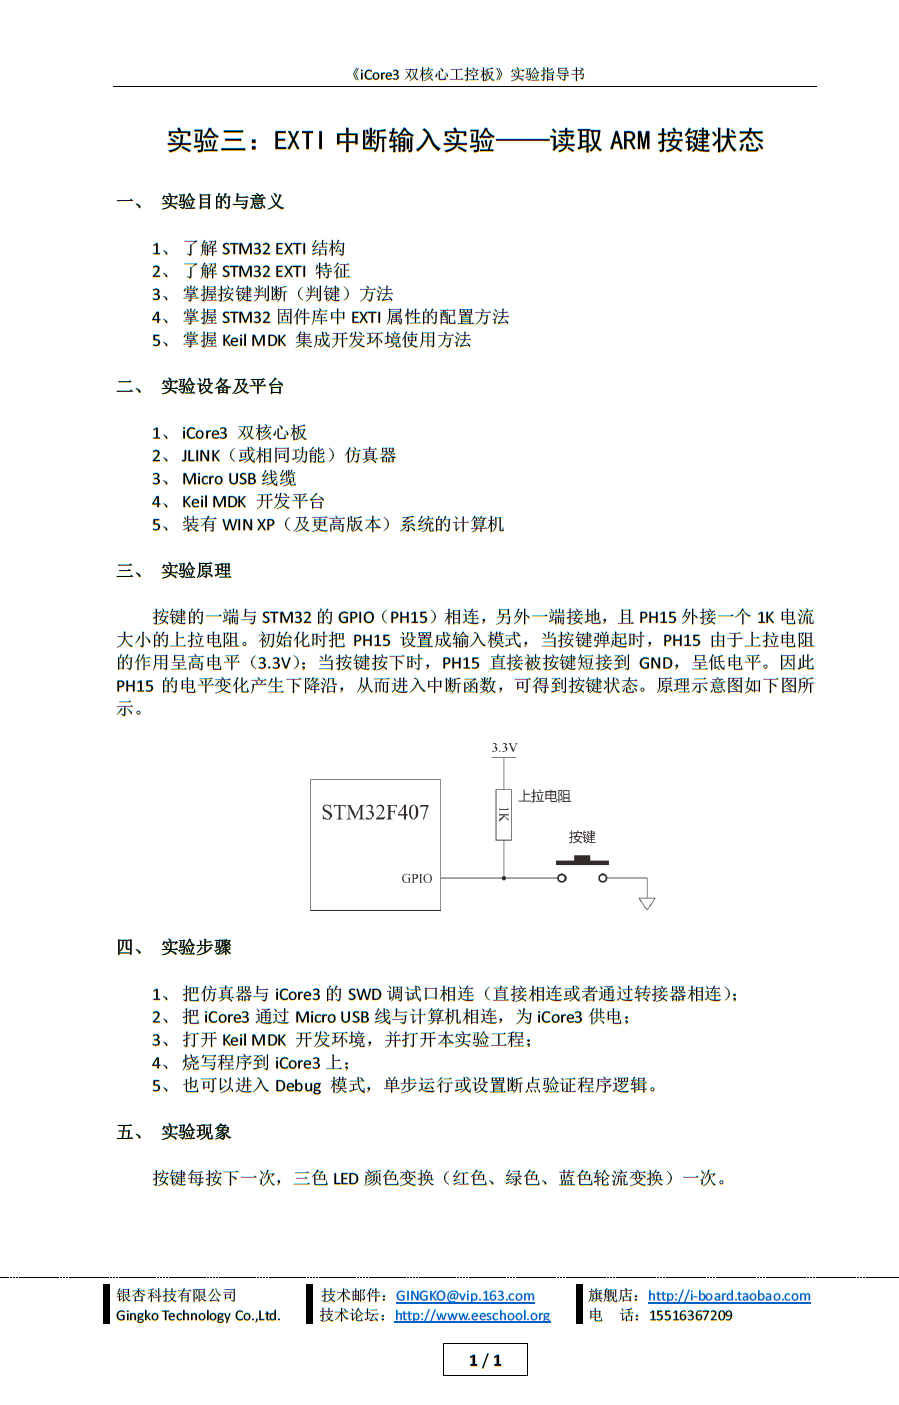 《iCore3 双核心工控板》实验指导书
实验三：EXTI 中断输入实验——读取 ARM 按键状态
一、 实验目的与意义
1、 了解 STM32 EXTI 结构
2、 了解 STM32 EXTI 特征
3、 掌握按键判断（判键）方法
4、 掌握 STM32 固件库中 EXTI 属性的配置方法
5、 掌握 Keil MDK 集成开发环境使用方法
二、 实验设备及平台
1、 iCore3 双核心板
2、 JLINK（或相同功能）仿真器
3、 Micro USB 线缆
4、 Keil MDK 开发平台
5、 装有 WIN XP（及更高版本）系统的计算机
三、 实验原理
按键的一端与 STM32 的 GPIO（PH15）相连，另外一端接地，且 PH15 外接一个 1K 电流
大小的上拉电阻。初始化时把 PH15 设置成输入模式，当按键弹起时，PH15 由于上拉电阻
的作用呈高电平（3.3V）；当按键按下时，PH15 直接被按键短接到 GND，呈低电平。因此
PH15 的电平变化产生下降沿，从而进入中断函数，可得到按键状态。原理示意图如下图所
示。
3.3V
上拉电阻
1K
STM32F407
按键
GPIO
四、 实验步骤
1、 把仿真器与 iCore3 的 SWD 调试口相连（直接相连或者通过转接器相连）；
2、 把 iCore3 通过 Micro USB 线与计算机相连，为 iCore3 供电；
3、 打开 Keil MDK 开发环境，并打开本实验工程；
4、 烧写程序到 iCore3 上；
5、 也可以进入 Debug 模式，单步运行或设置断点验证程序逻辑。
五、 实验现象
按键每按下一次，三色 LED 颜色变换（红色、绿色、蓝色轮流变换）一次。
银杏科技有限公司
Gingko Technology Co.,Ltd.
技术邮件：GINGKO@vip.163.com
技术论坛：http://www.eeschool.org
旗舰店：http://i-board.taobao.com
电 话：15516367209
1 / 1